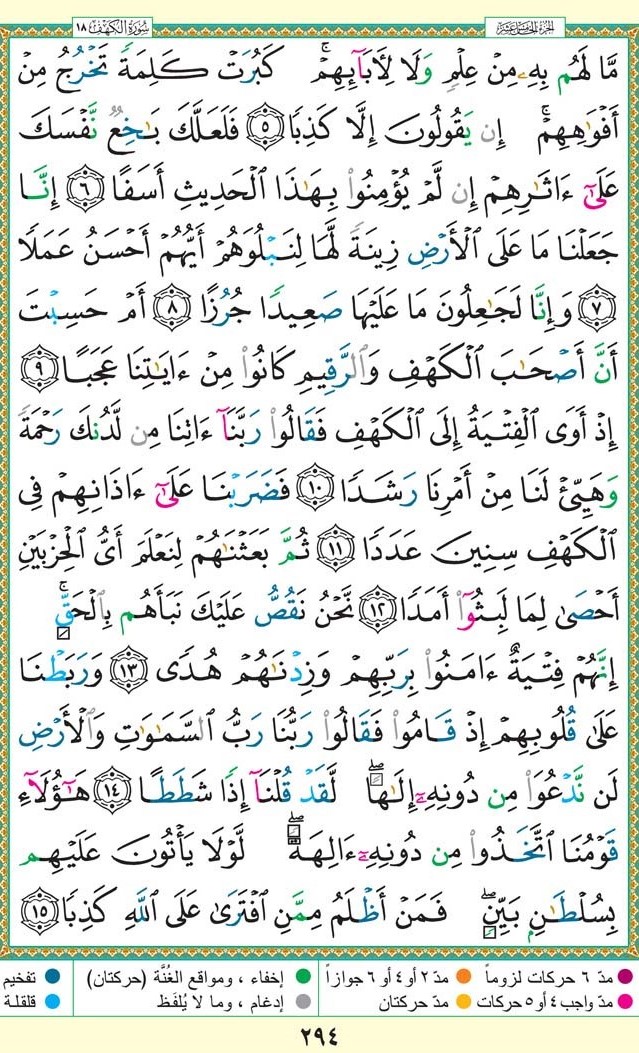 الجزء الخامس عشر
سُورَةُ الكَهْفِ ١٨
مَّا لَهُم بِهِۦ مِنْ عِلْمٍ وَلَا لِأَبَآئِهِمْ ۚ كَبُرَتْ كَلِمَةً تَخْرُجُ مِنْ
أَفْوَٰهِهِمْ ۚ إِن يَقُولُونَ إِلَّا كَذِبًا ۝٥ فَلَعَلَّكَ بَـٰخِعٌ نَّفْسَكَ
عَلَىٰٓ ءَاثَـٰرِهِمْ إِن لَّمْ يُؤْمِنُوا۟ بِهَـٰذَا ٱلْحَدِيثِ أَسَفًا ۝٦ إِنَّا
جَعَلْنَا مَا عَلَى ٱلْأَرْضِ زِينَةً لَّهَا لِنَبْلُوَهُمْ أَيُّهُمْ أَحْسَنُ عَمَلًا
۝٧ وَإِنَّا لَجَـٰعِلُونَ مَا عَلَيْهَا صَعِيدًا جُرُزًا ۝٨ أَمْ حَسِبْتَ
أَنَّ أَصْحَـٰبَ ٱلْكَهْفِ وَٱلرَّقِيمِ كَانُوا۟ مِنْ ءَايَـٰتِنَا عَجَبًا ۝٩
إِذْ أَوَى ٱلْفِتْيَةُ إِلَى ٱلْكَهْفِ فَقَالُوا۟ رَبَّنَآ ءَاتِنَا مِن لَّدُنكَ رَحْمَةً
وَهَيِّئْ لَنَا مِنْ أَمْرِنَا رَشَدًا ۝١٠ فَضَرَبْنَا عَلَىٰٓ ءَاذَانِهِمْ فِى
ٱلْكَهْفِ سِنِينَ عَدَدًا ۝١١ ثُمَّ بَعَثْنَـٰهُمْ لِنَعْلَمَ أَىُّ ٱلْحِزْبَيْنِ
أَحْصَىٰ لِمَا لَبِثُوٓا۟ أَمَدًا ۝١٢ نَّحْنُ نَقُصُّ عَلَيْكَ نَبَأَهُم بِٱلْحَقِّ ۚ
إِنَّهُمْ فِتْيَةٌ ءَامَنُوا۟ بِرَبِّهِمْ وَزِدْنَـٰهُمْ هُدًى ۝١٣ وَرَبَطْنَا
عَلَىٰ قُلُوبِهِمْ إِذْ قَامُوا۟ فَقَالُوا۟ رَبُّنَا رَبُّ ٱلسَّمَـٰوَٰتِ وَٱلْأَرْضِ
لَن نَّدْعُوَا۟ مِن دُونِهِۦٓ إِلَـٰهًا ۖ لَّقَدْ قُلْنَآ إِذًا شَطَطًا ۝١٤ هَـٰٓؤُلَآءِ
قَوْمُنَا ٱتَّخَذُوا۟ مِن دُونِهِۦٓ ءَالِهَةً ۖ لَّوْلَا يَأْتُونَ عَلَيْهِم
بِسُلْطَـٰنٍۭ بَيِّنٍ ۖ فَمَنْ أَظْلَمُ مِمَّنِ ٱفْتَرَىٰ عَلَى ٱللَّهِ كَذِبًا ۝١٥
مدّ ٦ حركات لزوماً مدّ ٢ أو ٤ أو ٦ جوازاً إخفاء ، ومواقع الغُنَّة (حركتان) تفخيم
مدّ واجب ٤ أو ٥ حركات مدّ حركتان إدغام ، وما لا يُلفَظ قلقلة
٢٩٤